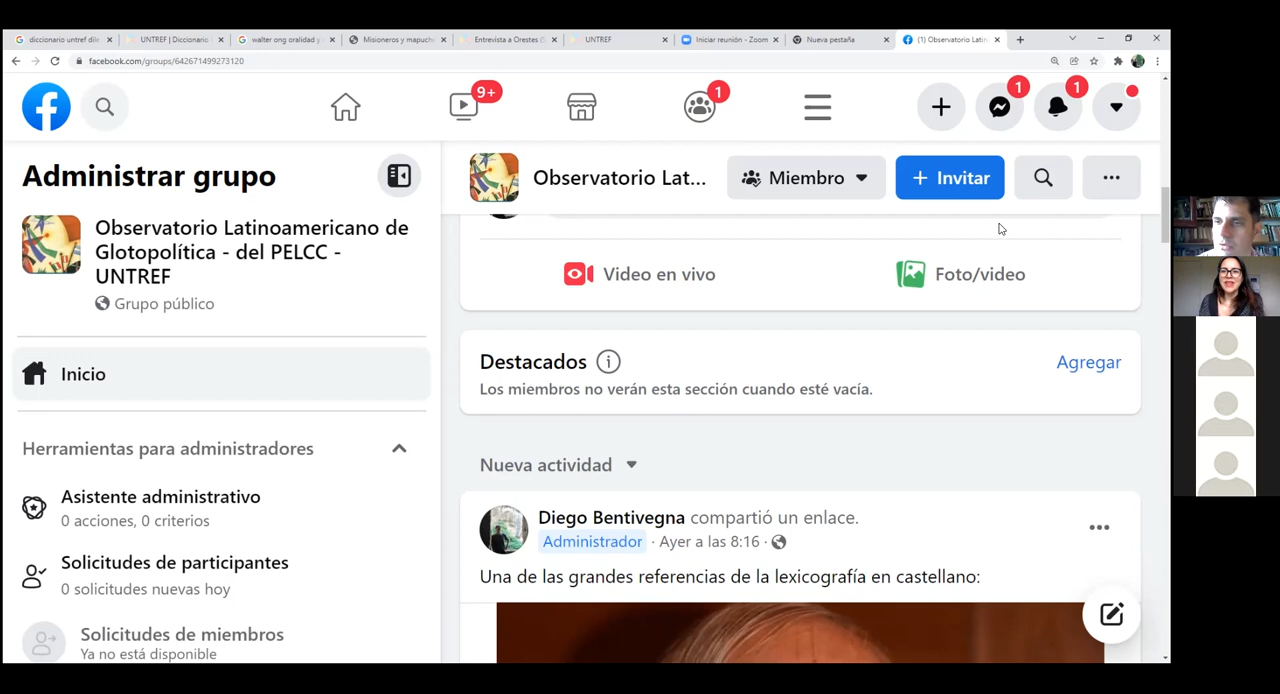 diccionario untref dile
UNTREF | Diccionario
walter ong oralidad y
Misioneros y mapuch
Entrevista a Orestes (S
UNTREF
Iniciar reunión - Zoom
Nueva pestaña
(1) Observatorio Latin
facebook.com/groups/642671499273120
9+
1
1
1
Administrar grupo
Observatorio Latinoamericano de
Glotopolítica - del PELCC -
UNTREF
Grupo público
Inicio
Herramientas para administradores
Asistente administrativo
0 acciones, 0 criterios
Solicitudes de participantes
0 solicitudes nuevas hoy
Solicitudes de miembros
Ya no está disponible
Observatorio Lat...
Miembro
+ Invitar
Video en vivo
Foto/video
Destacados
Agregar
Los miembros no verán esta sección cuando esté vacía.
Nueva actividad
Diego Bentivegna compartió un enlace.
Administrador · Ayer a las 8:16 ·
Una de las grandes referencias de la lexicografía en castellano: